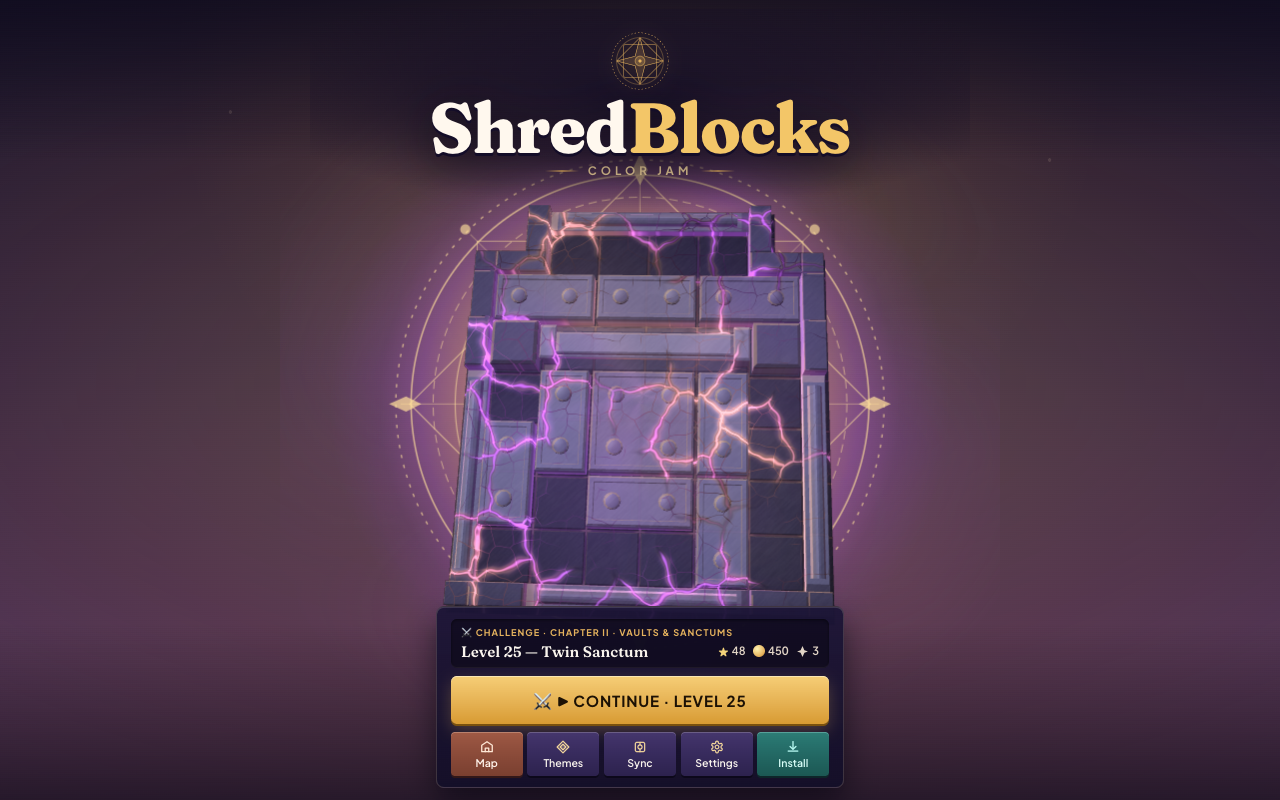 ShredBlocks
COLOR JAM
⚔ CHALLENGE · CHAPTER II · VAULTS & SANCTUMS
Level 25 — Twin Sanctum
48 450 3
⚔ ▶ CONTINUE · LEVEL 25
Map Themes Sync Settings Install